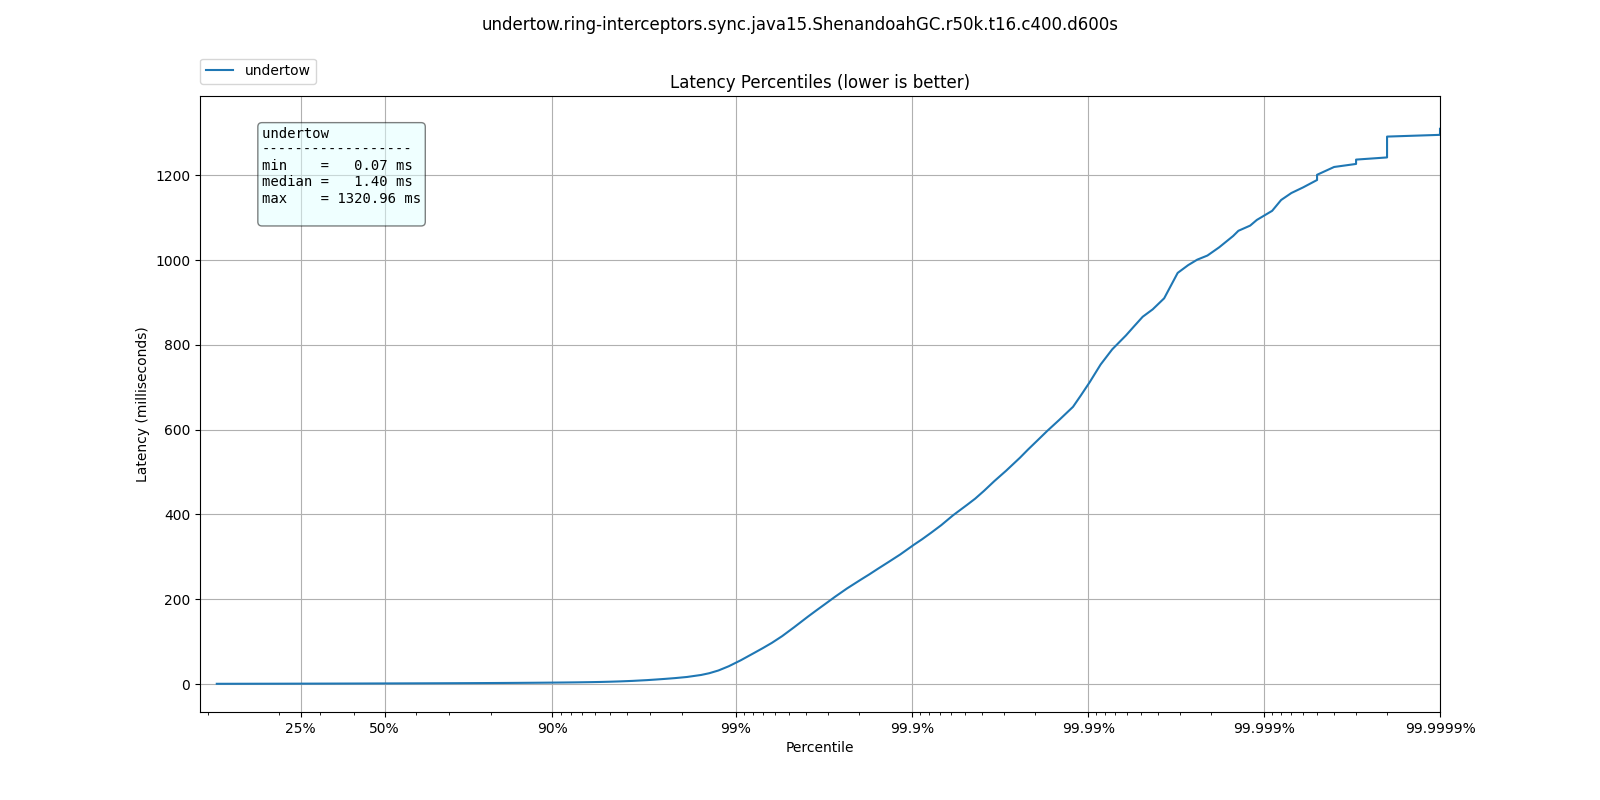 undertow.ring-interceptors.sync.java15.ShenandoahGC.r50k.t16.c400.d600s
undertow
Latency Percentiles (lower is better)
undertow
------------------
min    =   0.07 ms
median =   1.40 ms
max    = 1320.96 ms
1200
1000
800
600
400
200
0
Latency (milliseconds)
25% 50% 90% 99% 99.9% 99.99% 99.999% 99.9999%
Percentile